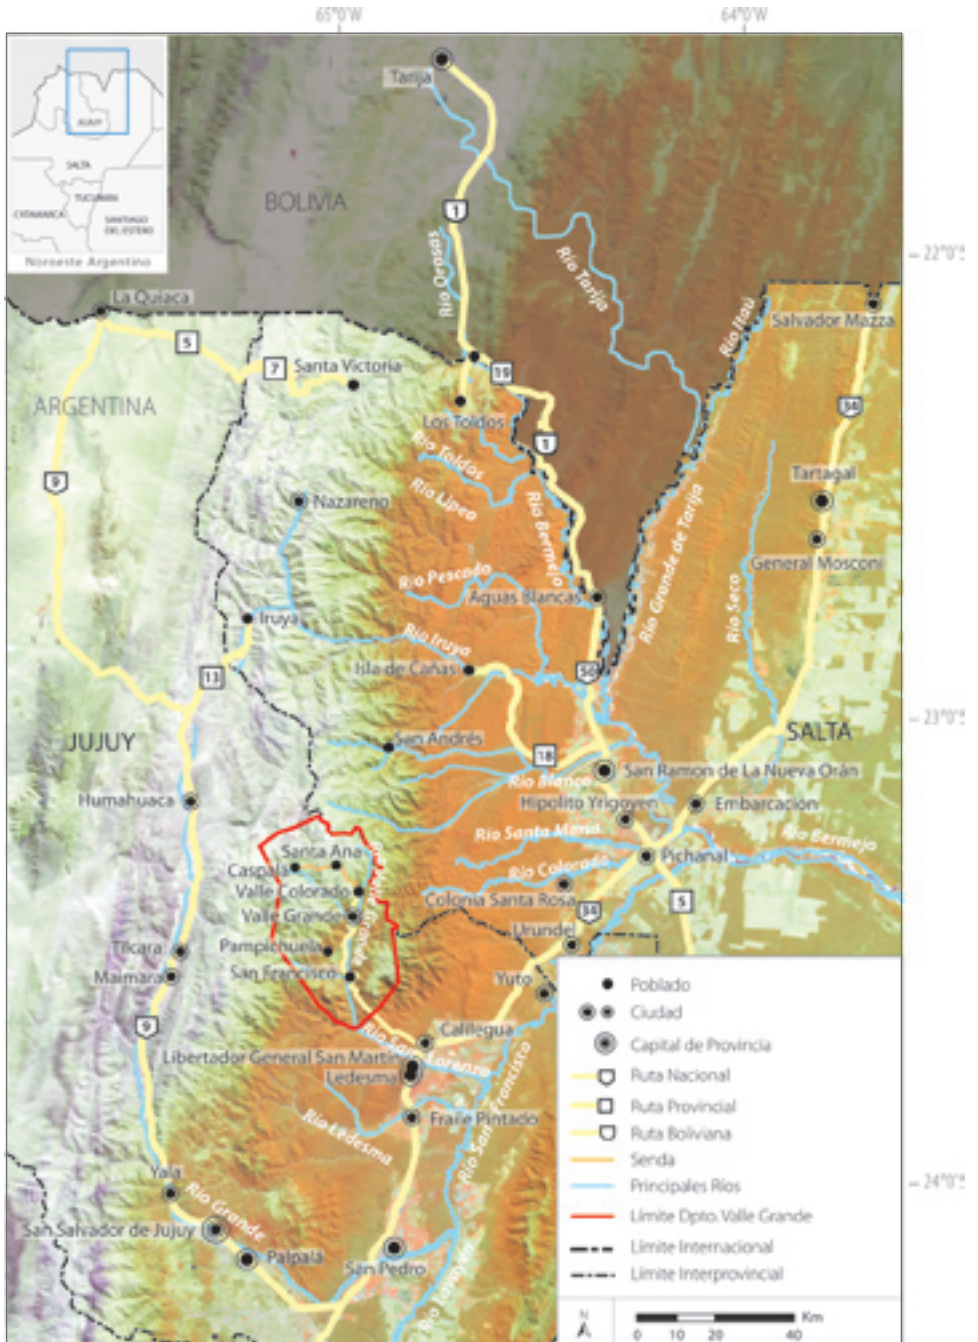 65°0'W
64°0'W
JUJUY
SALTA
TUCUMÁN
CATAMARCA
SANTIAGO
DEL ESTERO
Noroeste Argentino
Tarija
BOLIVIA
1
Río Orosas
Río Tarija
22°0'S
La Quiaca
Río Itaú
Salvador Mazza
5
7
Santa Victoria
19
ARGENTINA
34
Los Toldos
1
Río Toldos
9
Río Lipeo
Tartagal
Nazareno
Río Bermejo
Río Grande de Tarija
General Mosconi
Río Pescado
Aguas Blancas
Río Seco
Iruya
Río Iruya
Isla de Cañas
13
50
23°0'S
JUJUY
SALTA
San Andrés
18
San Ramon de La Nueva Orán
Río Blanco
Humahuaca
Hipolito Yrigoyen
Embarcación
Río Santa María
Río Bermejo
Santa Ana
Pichanal
Caspalá
Río Colorado
Valle Colorado
Colonia Santa Rosa
5
Valle Grande
34
Urundel
Tilcara
Pampichuela
Maimara
San Francisco
Yuto
9
Calilegua
Río San Lorenzo
Libertador General San Martín
Ledesma
Río San Francisco
Fraile Pintado
Río Ledesma
Yala
Río Grande
San Salvador de Jujuy
Palpalá
San Pedro
24°0'S
Poblado
Ciudad
Capital de Provincia
Ruta Nacional
Ruta Provincial
Ruta Boliviana
Senda
Principales Ríos
Límite Dpto. Valle Grande
Límite Internacional
Límite Interprovincial
N
Km
0 10 20 40